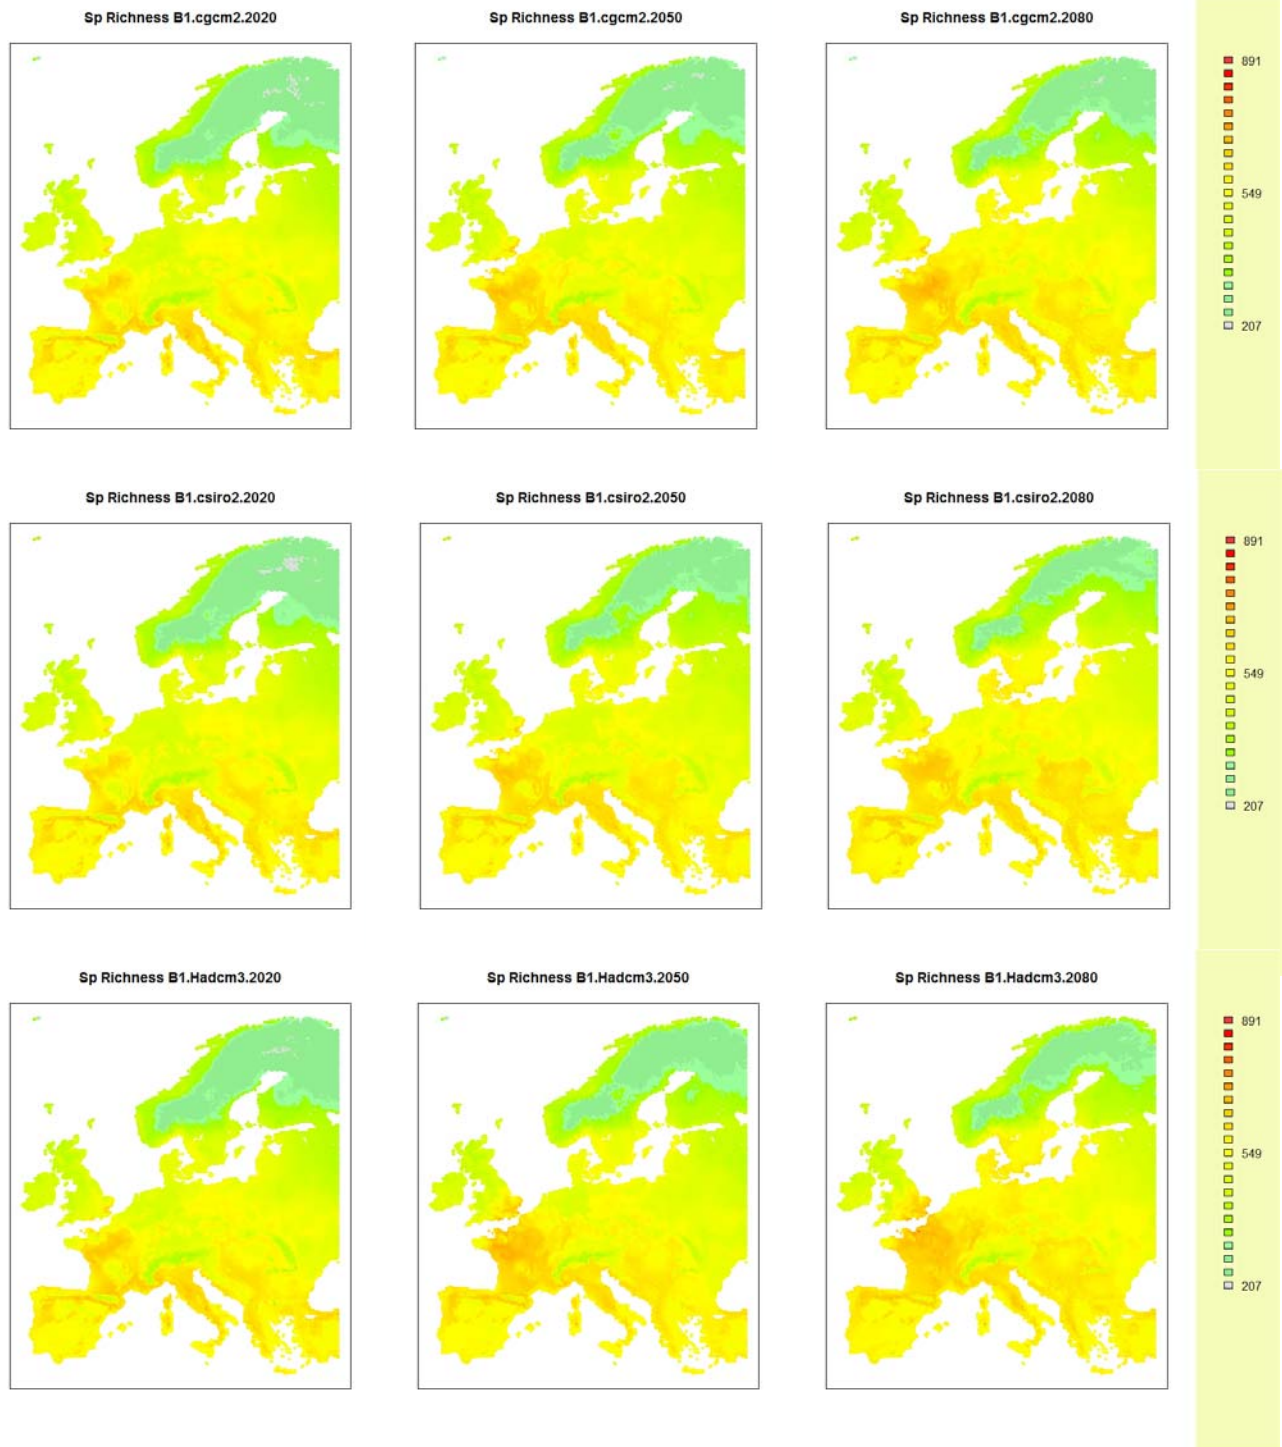 Sp Richness B1.cgcm2.2020
Sp Richness B1.cgcm2.2050
Sp Richness B1.cgcm2.2080
891
549
207
Sp Richness B1.csiro2.2020
Sp Richness B1.csiro2.2050
Sp Richness B1.csiro2.2080
891
549
207
Sp Richness B1.Hadcm3.2020
Sp Richness B1.Hadcm3.2050
Sp Richness B1.Hadcm3.2080
891
549
207